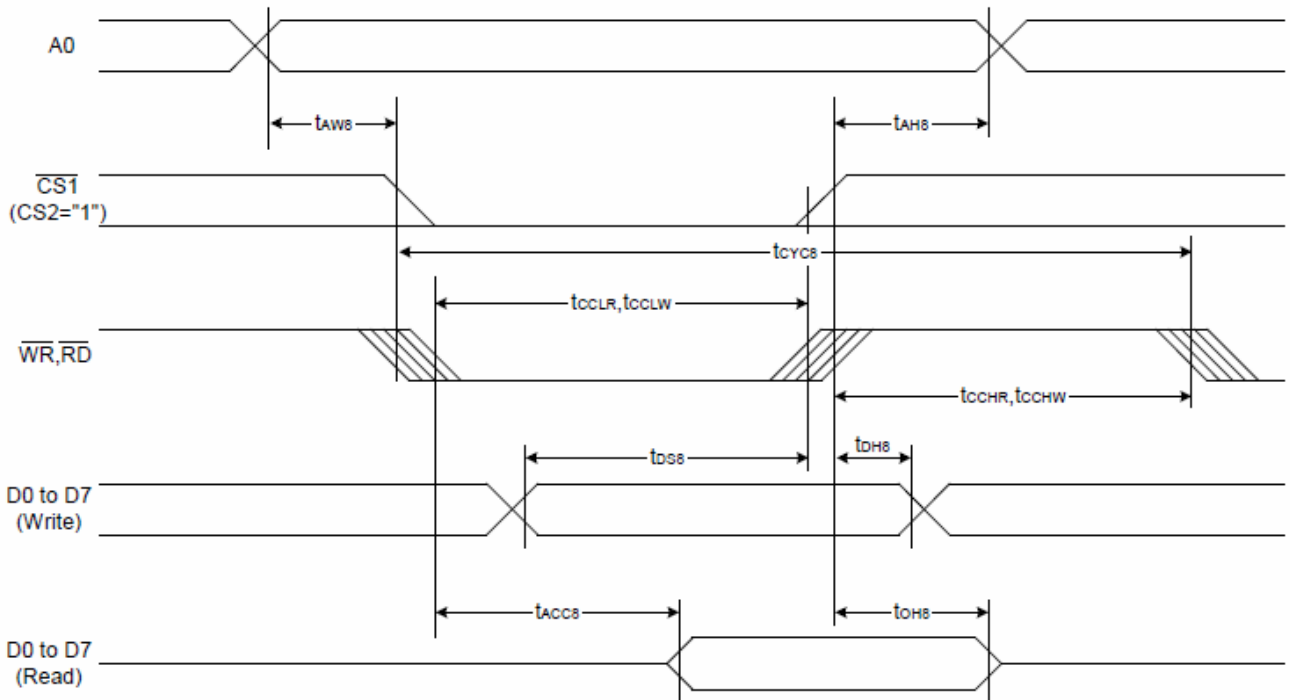 A0
tAW8
tAH8
CS1
(CS2="1")
tCYC8
tCCLR,tCCLW
WR,RD
tCCHR,tCCHW
tDS8
tDH8
D0 to D7
(Write)
tACC8
tOH8
D0 to D7
(Read)